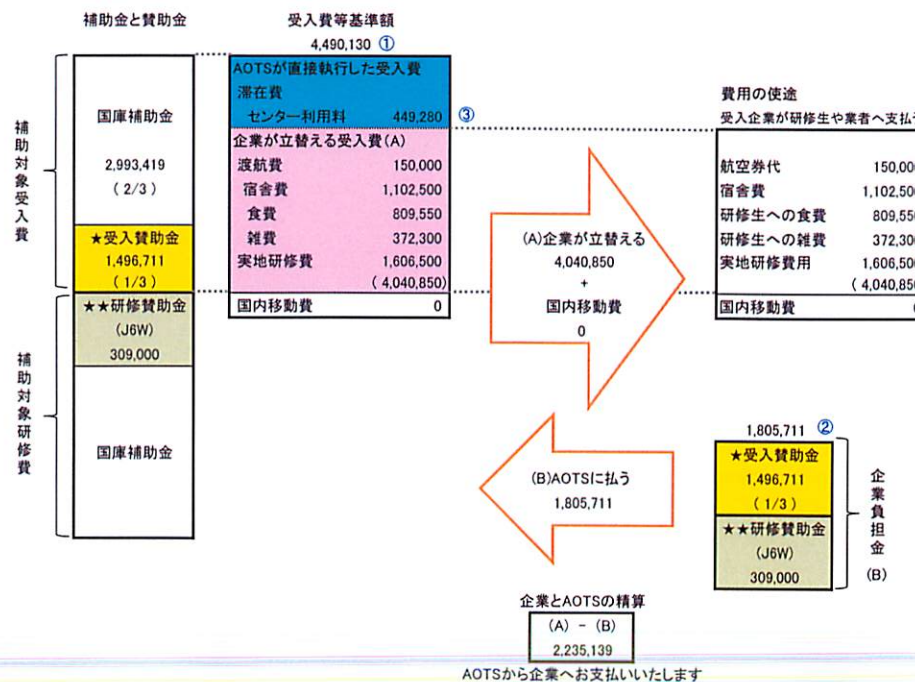 補助金と賛助金
受入費等基準額
4,490,130 ①
補助対象受入費
国庫補助金
2,993,419
(2/3)
★受入賛助金
1,496,711
(1/3)
補助対象研修費
★★研修賛助金
(J6W)
309,000
国庫補助金
AOTSが直接執行した受入費
滞在費
センター利用料 449,280 ③
企業が立替える受入費(A)
渡航費 150,000
宿舎費 1,102,500
食費 809,550
雑費 372,300
実地研修費 1,606,500
(4,040,850)
国内移動費 0
(A)企業が立替える
4,040,850
+
国内移動費
0
費用の使途
受入企業が研修生や業者へ支払う
航空券代 150,000
宿舎費 1,102,500
研修生への食費 809,550
研修生への雑費 372,300
実地研修費用 1,606,500
(4,040,850)
国内移動費
(B)AOTSに払う
1,805,711
1,805,711 ②
★受入賛助金
1,496,711
(1/3)
★★研修賛助金
(J6W)
309,000
企業負担金
(B)
企業とAOTSの精算
(A) - (B)
2,235,139
AOTSから企業へお支払いいたします